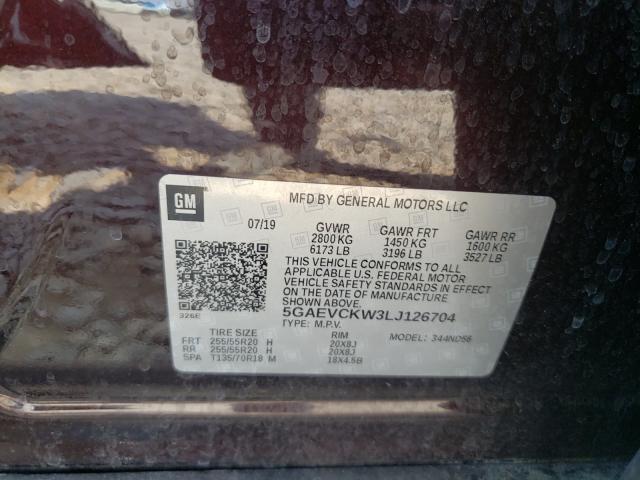 GM
MFD BY GENERAL MOTORS LLC
07/19 GVWR GAWR FRT GAWR RR
2800 KG 1450 KG 1600 KG
6173 LB 3196 LB 3527 LB
THIS VEHICLE CONFORMS TO ALL
APPLICABLE U.S. FEDERAL MOTOR
VEHICLE SAFETY STANDARDS IN EFFECT
ON THE DATE OF MANUFACTURE
SHOWN ABOVE.
326E 5GAEVCKW3LJ126704
TYPE: M.P.V. MODEL: 344ND56
TIRE SIZE RIM
FRT 255/55R20 H 20X8J
RR 255/55R20 H 20X8J
SPA T135/70R18 M 18X4.5B